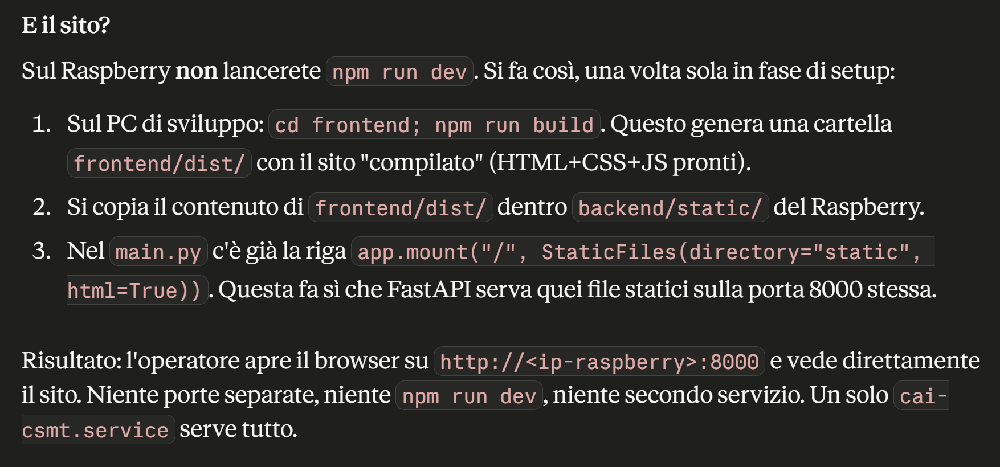 E il sito?
Sul Raspberry non lancerete npm run dev. Si fa così, una volta sola in fase di setup:
1. Sul PC di sviluppo: cd frontend; npm run build. Questo genera una cartella
frontend/dist/ con il sito "compilato" (HTML+CSS+JS pronti).
2. Si copia il contenuto di frontend/dist/ dentro backend/static/ del Raspberry.
3. Nel main.py c'è già la riga app.mount("/", StaticFiles(directory="static",
html=True)). Questa fa sì che FastAPI serva quei file statici sulla porta 8000 stessa.
Risultato: l'operatore apre il browser su http://<ip-raspberry>:8000 e vede direttamente
il sito. Niente porte separate, niente npm run dev, niente secondo servizio. Un solo cai-
csmt.service serve tutto.